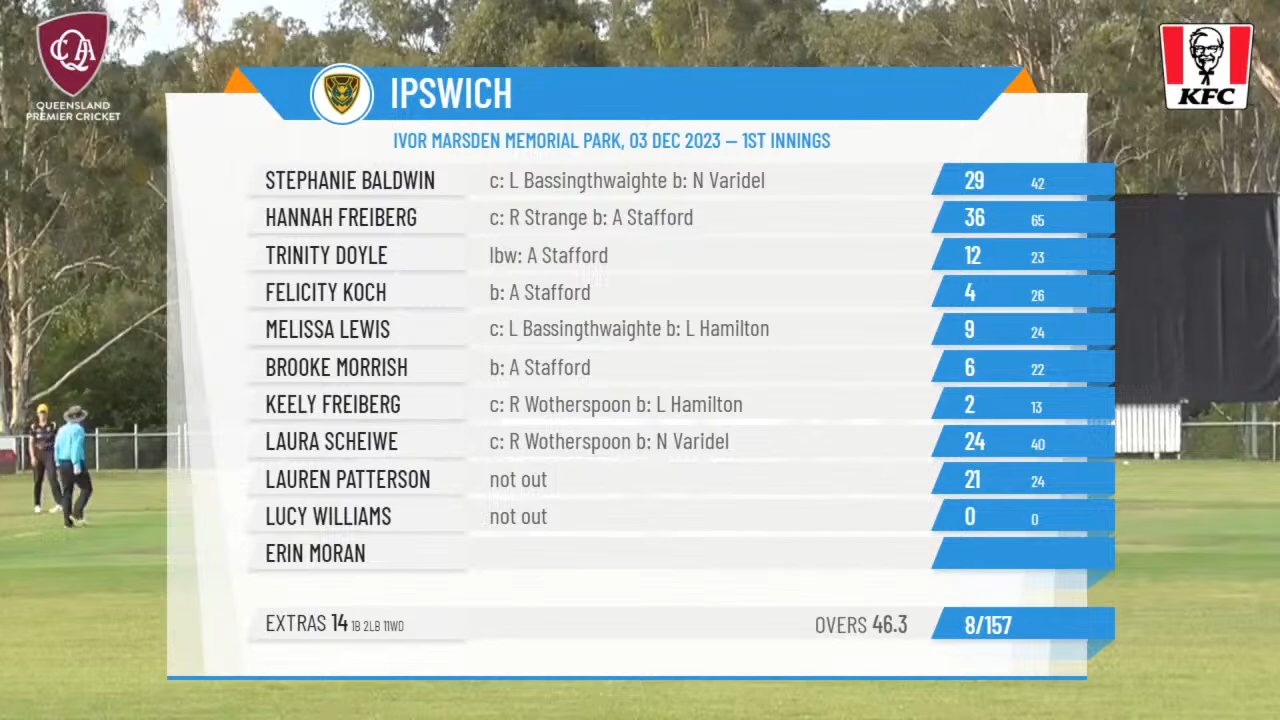 QUEENSLAND
PREMIER CRICKET
KFC
IPSWICH
IVOR MARSDEN MEMORIAL PARK, 03 DEC 2023 – 1ST INNINGS
STEPHANIE BALDWIN c: L Bassingthwaighte b: N Varidel 29 42
HANNAH FREIBERG c: R Strange b: A Stafford 36 65
TRINITY DOYLE lbw: A Stafford 12 23
FELICITY KOCH b: A Stafford 4 26
MELISSA LEWIS c: L Bassingthwaighte b: L Hamilton 9 24
BROOKE MORRISH b: A Stafford 6 22
KEELY FREIBERG c: R Wotherspoon b: L Hamilton 2 13
LAURA SCHEIWE c: R Wotherspoon b: N Varidel 24 40
LAUREN PATTERSON not out 21 24
LUCY WILLIAMS not out 0 0
ERIN MORAN
EXTRAS 14 1B 2LB 11WD OVERS 46.3 8/157